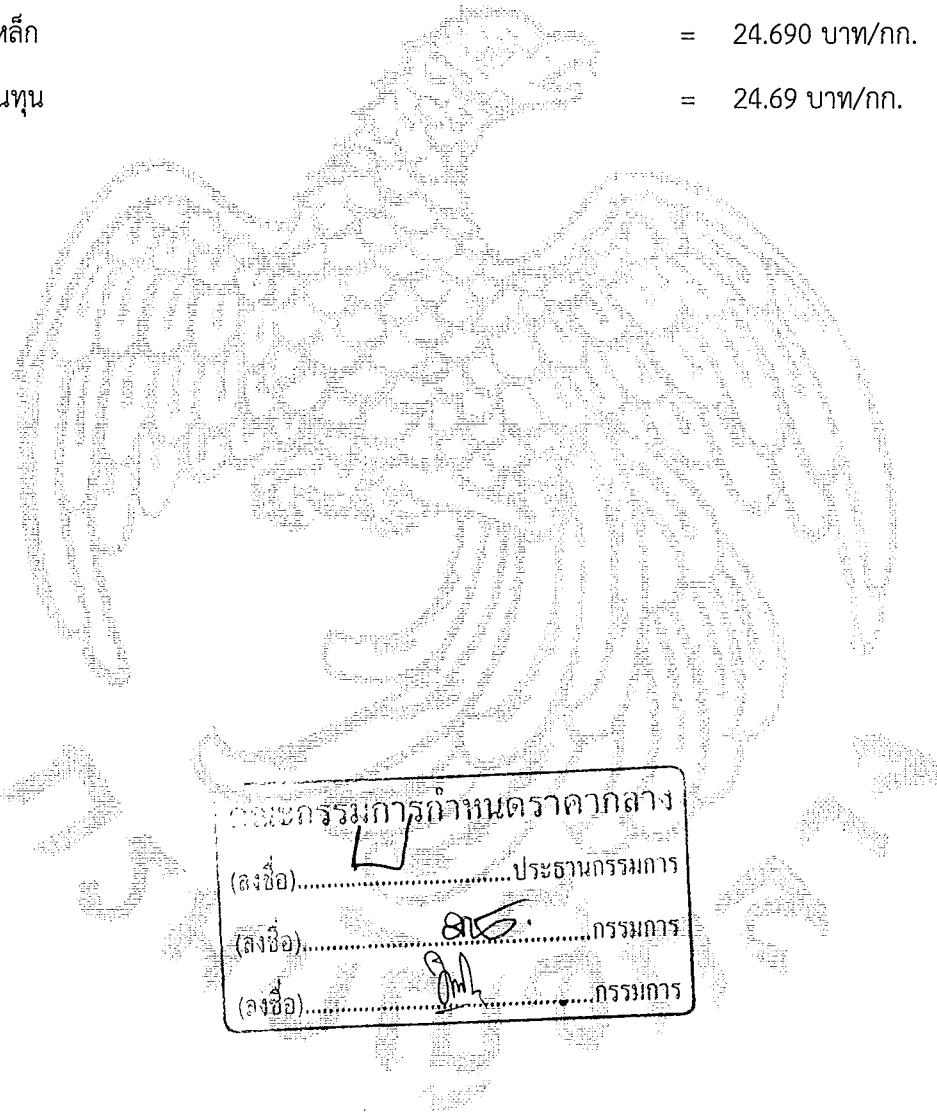 หล็ก = 24.690 บาท/กก.
นทุน = 24.69 บาท/กก.
คณะกรรมการกำหนดราคากลาง
(ลงชื่อ)..............................ประธานกรรมการ
(ลงชื่อ)..............................กรรมการ
(ลงชื่อ)..............................กรรมการ